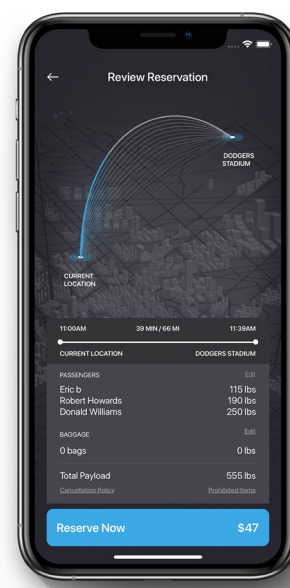 Review Reservation
DODGERS
STADIUM
CURRENT
LOCATION
11:00AM 39 MIN / 66 MI 11:39AM
CURRENT LOCATION DODGERS STADIUM
PASSENGERS Edit
Eric b 115 lbs
Robert Howards 190 lbs
Donald Williams 250 lbs
BAGGAGE Edit
0 bags 0 lbs
Total Payload 555 lbs
Cancellation Policy Prohibited Items
Reserve Now $47